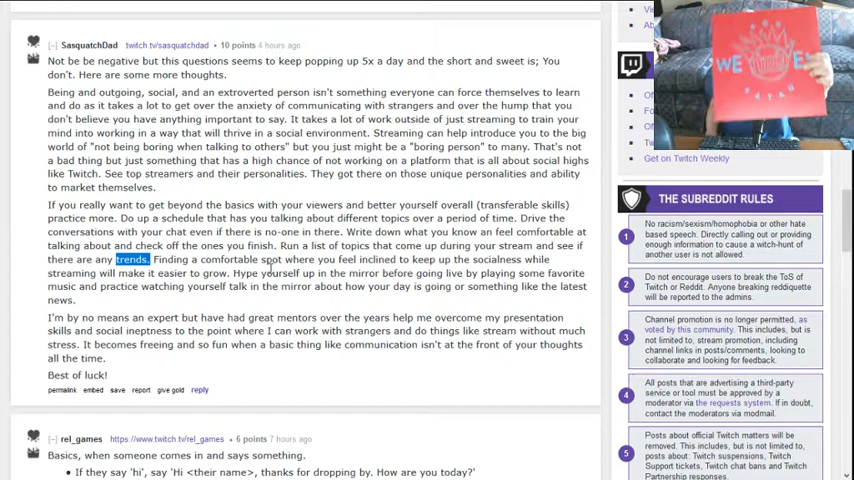 [–] SasquatchDad twitch.tv/sasquatchdad • 10 points 4 hours ago
Not be be negative but this questions seems to keep popping up 5x a day and the short and sweet is; You
don't. Here are some more thoughts.
Being and outgoing, social, and an extroverted person isn't something everyone can force themselves to learn
and do as it takes a lot to get over the anxiety of communicating with strangers and over the hump that you
don't believe you have anything important to say. It takes a lot of work outside of just streaming to train your
mind into working in a way that will thrive in a social environment. Streaming can help introduce you to the big
world of "not being boring when talking to others" but you just might be a "boring person" to many. That's not
a bad thing but just something that has a high chance of not working on a platform that is all about social highs
like Twitch. See top streamers and their personalities. They got there on those unique personalities and ability
to market themselves.
If you really want to get beyond the basics with your viewers and better yourself overall (transferable skills)
practice more. Do up a schedule that has you talking about different topics over a period of time. Drive the
conversations with your chat even if there is no-one in there. Write down what you know an feel comfortable at
talking about and check off the ones you finish. Run a list of topics that come up during your stream and see if
there are any trends. Finding a comfortable spot where you feel inclined to keep up the socialness while
streaming will make it easier to grow. Hype yourself up in the mirror before going live by playing some favorite
music and practice watching yourself talk in the mirror about how your day is going or something like the latest
news.
I'm by no means an expert but have had great mentors over the years help me overcome my presentation
skills and social ineptness to the point where I can work with strangers and do things like stream without much
stress. It becomes freeing and so fun when a basic thing like communication isn't at the front of your thoughts
all the time.
Best of luck!
permalink embed save report give gold reply
[–] rel_games https://www.twitch.tv/rel_games • 6 points 7 hours ago
Basics, when someone comes in and says something.
• If they say 'hi', say 'Hi <their name>, thanks for dropping by. How are you today?'
WE
Get on Twitch Weekly
THE SUBREDDIT RULES
1 No racism/sexism/homophobia or other hate
based speech. Directly calling out or providing
enough information to cause a witch-hunt of
another user is not allowed.
2 Do not encourage users to break the ToS of
Twitch or Reddit. Anyone breaking reddiquette
will be reported to the admins.
3 Channel promotion is no longer permitted, as
voted by this community. This includes, but is
not limited to, stream promotion, including
channel links in posts/comments, looking to
collaborate and looking for feedback.
4 All posts that are advertising a third-party
service or tool must be approved by a
moderator via the requests system. If in doubt,
contact the moderators via modmail.
5 Posts about official Twitch matters will be
removed. This includes, but is not limited to,
posts about: Twitch suspensions, Twitch
Support tickets, Twitch chat bans and Twitch
Partnership responses.